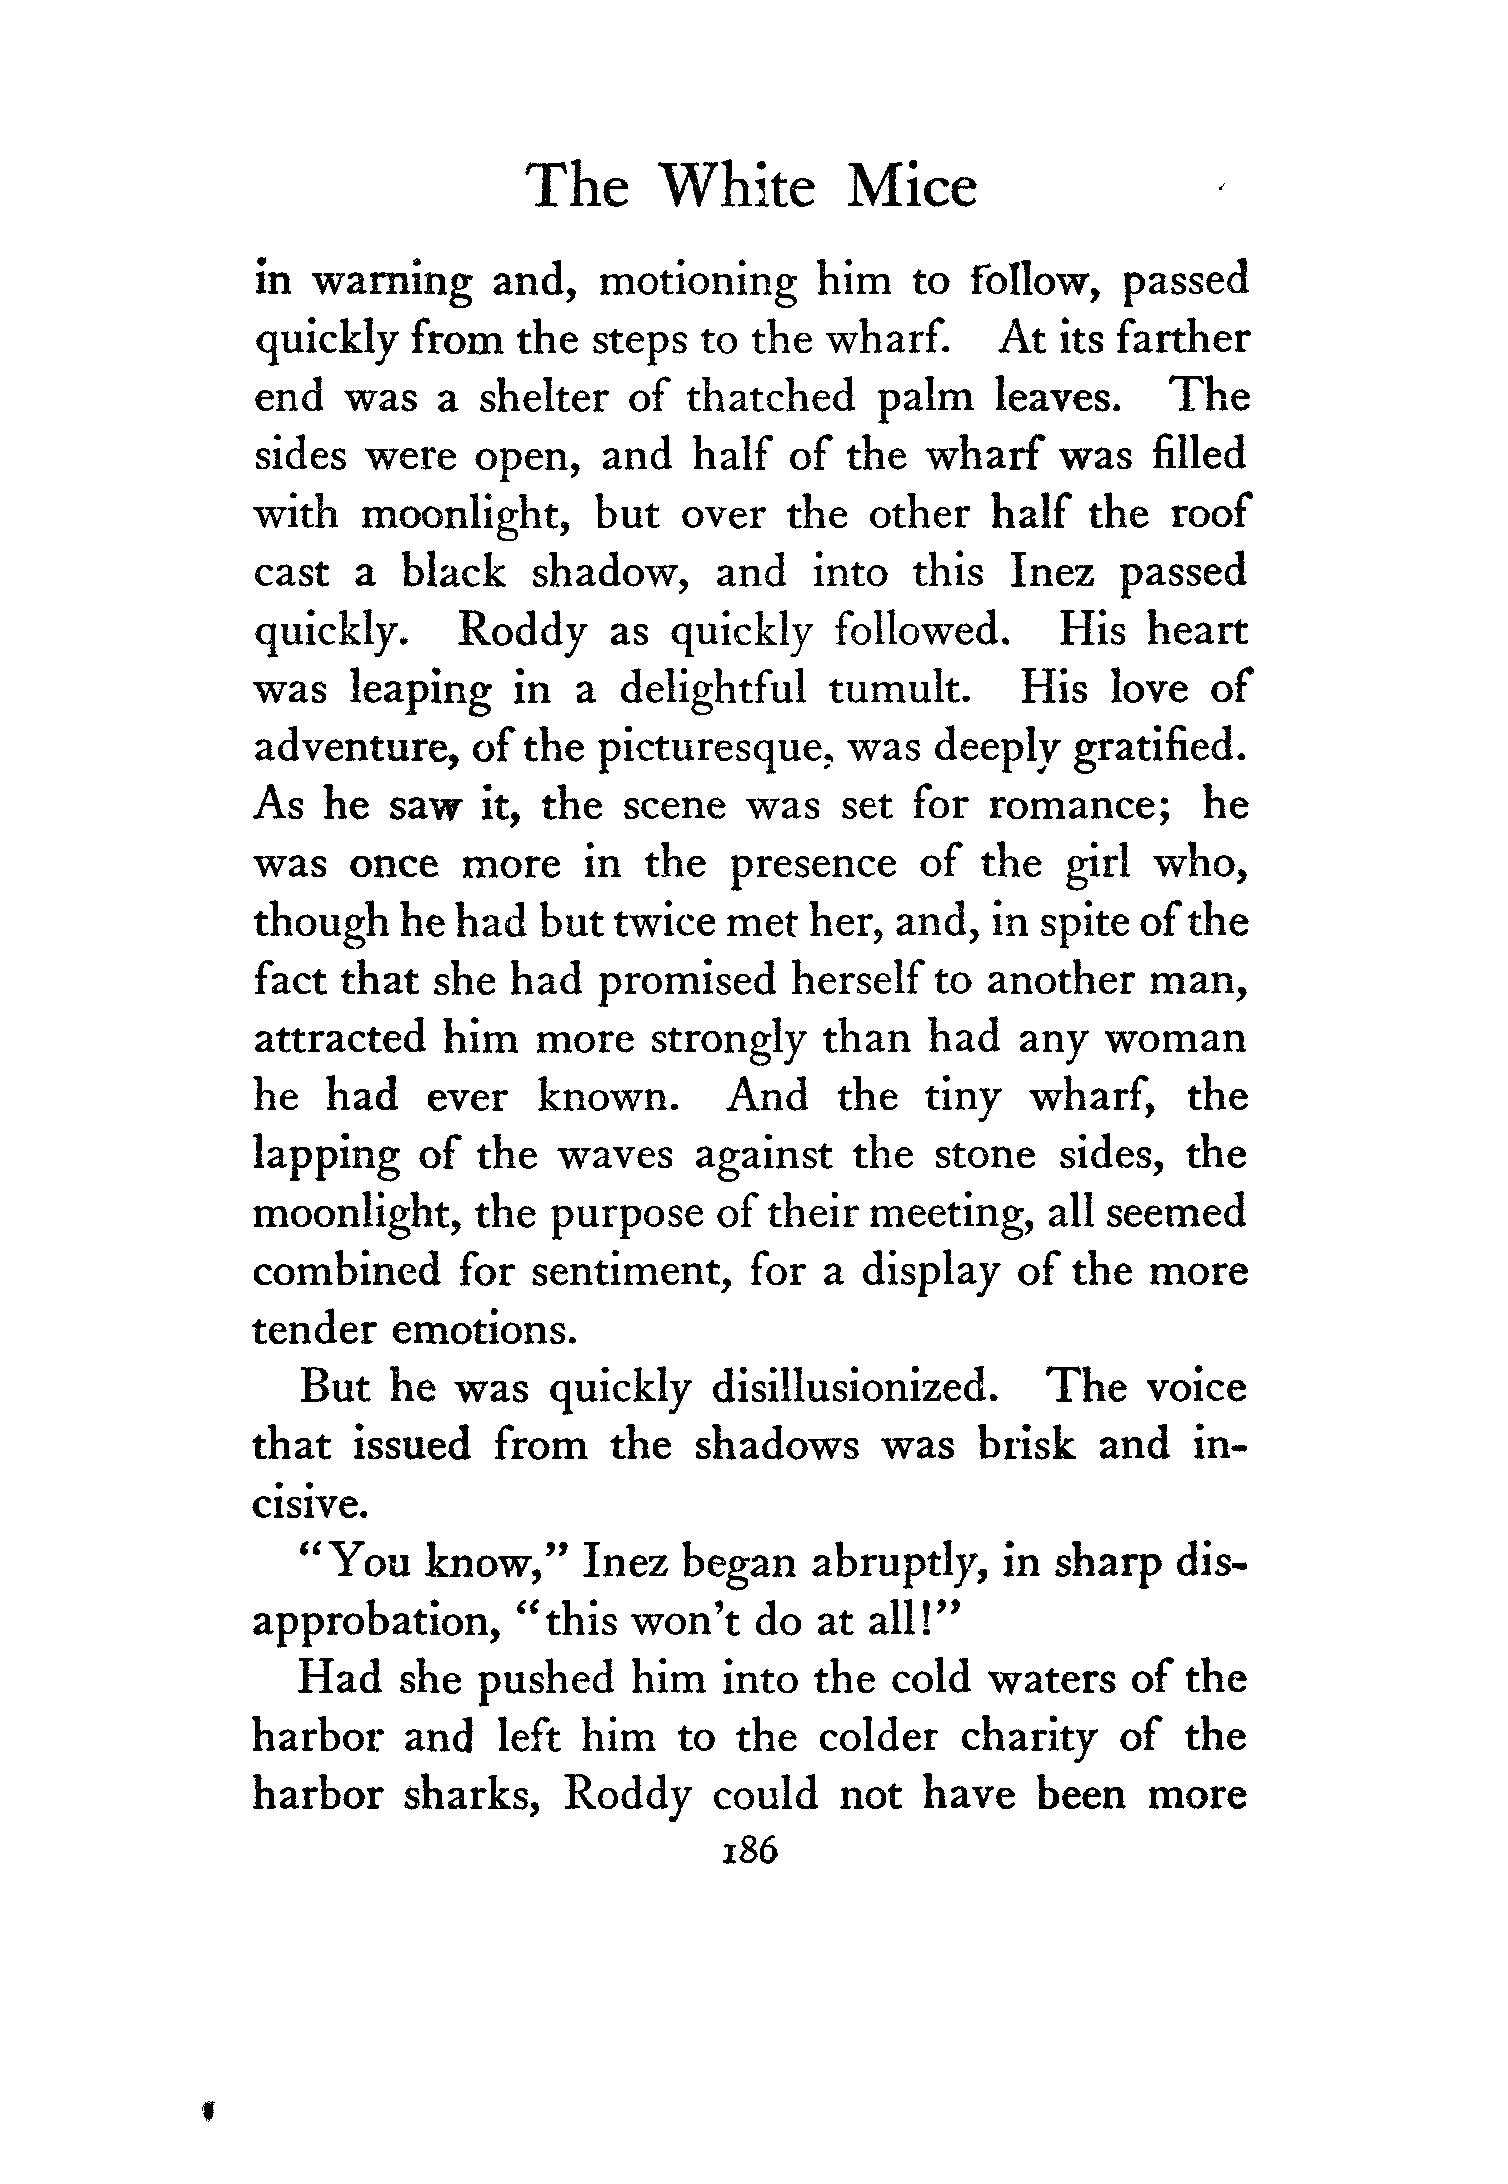 The White Mice
in warning and, motioning him to follow, passed
quickly from the steps to the wharf. At its farther
end was a shelter of thatched palm leaves. The
sides were open, and half of the wharf was filled
with moonlight, but over the other half the roof
cast a black shadow, and into this Inez passed
quickly. Roddy as quickly followed. His heart
was leaping in a delightful tumult. His love of
adventure, of the picturesque, was deeply gratified.
As he saw it, the scene was set for romance; he
was once more in the presence of the girl who,
though he had but twice met her, and, in spite of the
fact that she had promised herself to another man,
attracted him more strongly than had any woman
he had ever known. And the tiny wharf, the
lapping of the waves against the stone sides, the
moonlight, the purpose of their meeting, all seemed
combined for sentiment, for a display of the more
tender emotions.
But he was quickly disillusionized. The voice
that issued from the shadows was brisk and in-
cisive.
"You know," Inez began abruptly, in sharp dis-
approbation, "this won't do at all!"
Had she pushed him into the cold waters of the
harbor and left him to the colder charity of the
harbor sharks, Roddy could not have been more
186